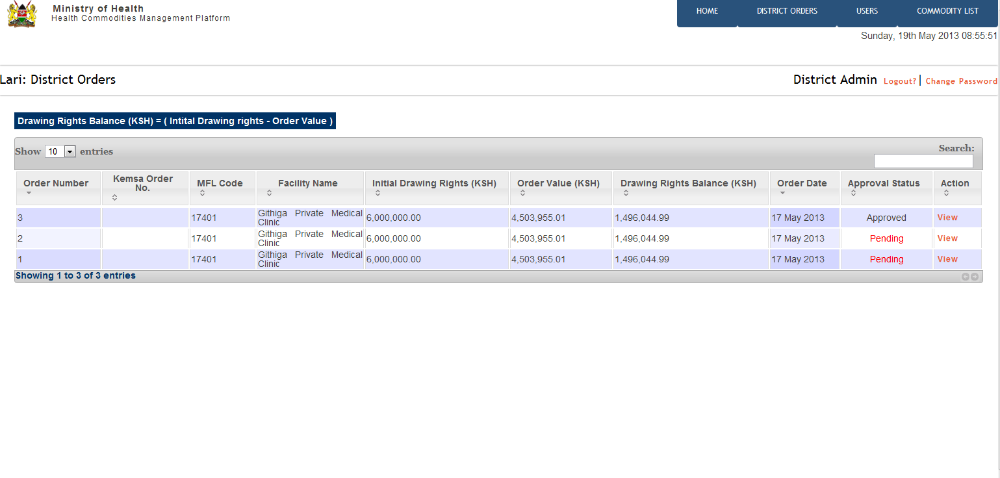 Ministry of Health
Health Commodities Management Platform
HOME DISTRICT ORDERS USERS COMMODITY LIST
Sunday, 19th May 2013 08:55:51
Lari: District Orders
District Admin Logout? | Change Password
Drawing Rights Balance (KSH) = ( Intital Drawing rights - Order Value )
Show 10 entries
Search:
Order Number Kemsa Order No. MFL Code Facility Name Initial Drawing Rights (KSH) Order Value (KSH) Drawing Rights Balance (KSH) Order Date Approval Status Action
3 17401 Githiga Private Medical Clinic 6,000,000.00 4,503,955.01 1,496,044.99 17 May 2013 Approved View
2 17401 Githiga Private Medical Clinic 6,000,000.00 4,503,955.01 1,496,044.99 17 May 2013 Pending View
1 17401 Githiga Private Medical Clinic 6,000,000.00 4,503,955.01 1,496,044.99 17 May 2013 Pending View
Showing 1 to 3 of 3 entries